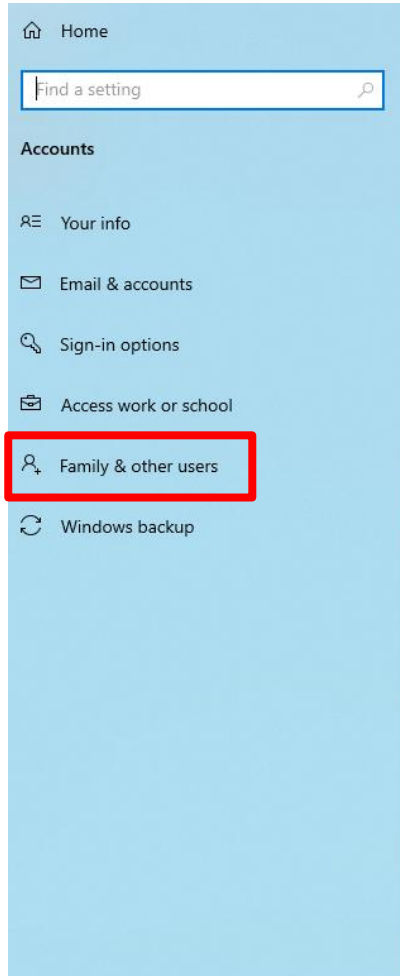 Home
Find a setting
Accounts
Your info
Email & accounts
Sign-in options
Access work or school
Family & other users
Windows backup